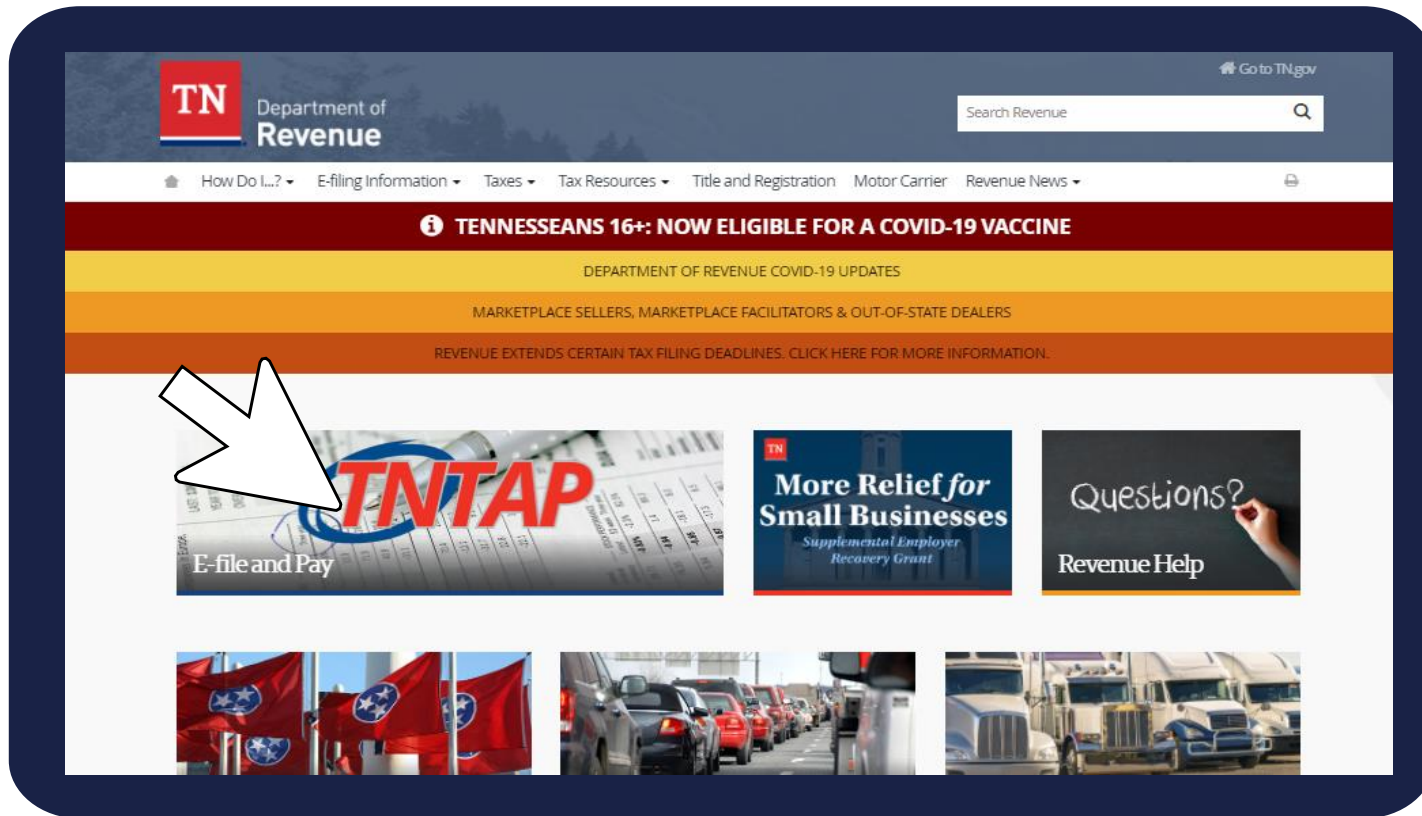 Go to TN.gov
TN
Department of
Revenue
Search Revenue
How Do I...?
E-filing Information
Taxes
Tax Resources
Title and Registration
Motor Carrier
Revenue News
TENNESSEANS 16+: NOW ELIGIBLE FOR A COVID-19 VACCINE
DEPARTMENT OF REVENUE COVID-19 UPDATES
MARKETPLACE SELLERS, MARKETPLACE FACILITATORS & OUT-OF-STATE DEALERS
REVENUE EXTENDS CERTAIN TAX FILING DEADLINES. CLICK HERE FOR MORE INFORMATION.
TNTAP
E-file and Pay
TN
More Relief for
Small Businesses
Supplemental Employer
Recovery Grant
Questions?
Revenue Help